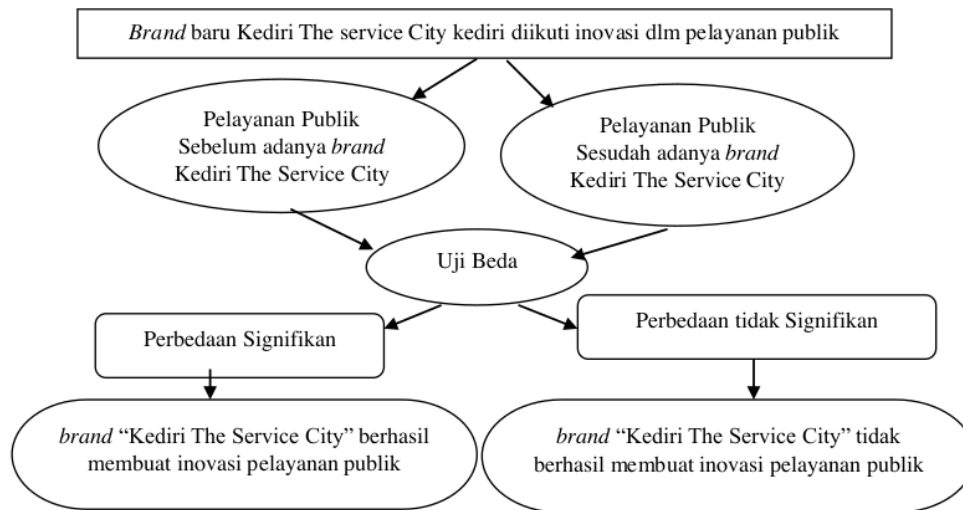 Brand baru Kediri The service City kediri diikuti inovasi dlm pelayanan publik
Pelayanan Publik
Sebelum adanya brand
Kediri The Service City
Pelayanan Publik
Sesudah adanya brand
Kediri The Service City
Uji Beda
Perbedaan Signifikan
Perbedaan tidak Signifikan
brand “Kediri The Service City” berhasil
membuat inovasi pelayanan publik
brand “Kediri The Service City” tidak
berhasil membuat inovasi pelayanan publik